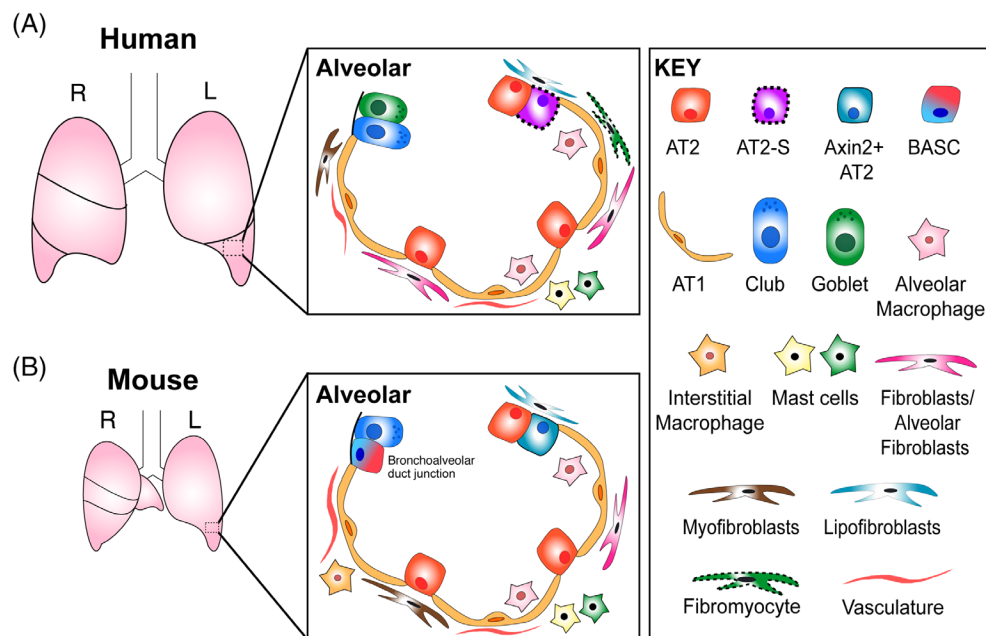 (A)
Human
R
L
Alveolar
(B)
Mouse
R
L
Alveolar
Bronchoalveolar
duct junction
KEY
AT2
AT2-S
Axin2+
AT2
BASC
AT1
Club
Goblet
Alveolar
Macrophage
Interstitial
Macrophage
Mast cells
Fibroblasts/
Alveolar
Fibroblasts
Myofibroblasts
Lipofibroblasts
Fibromyocyte
Vasculature